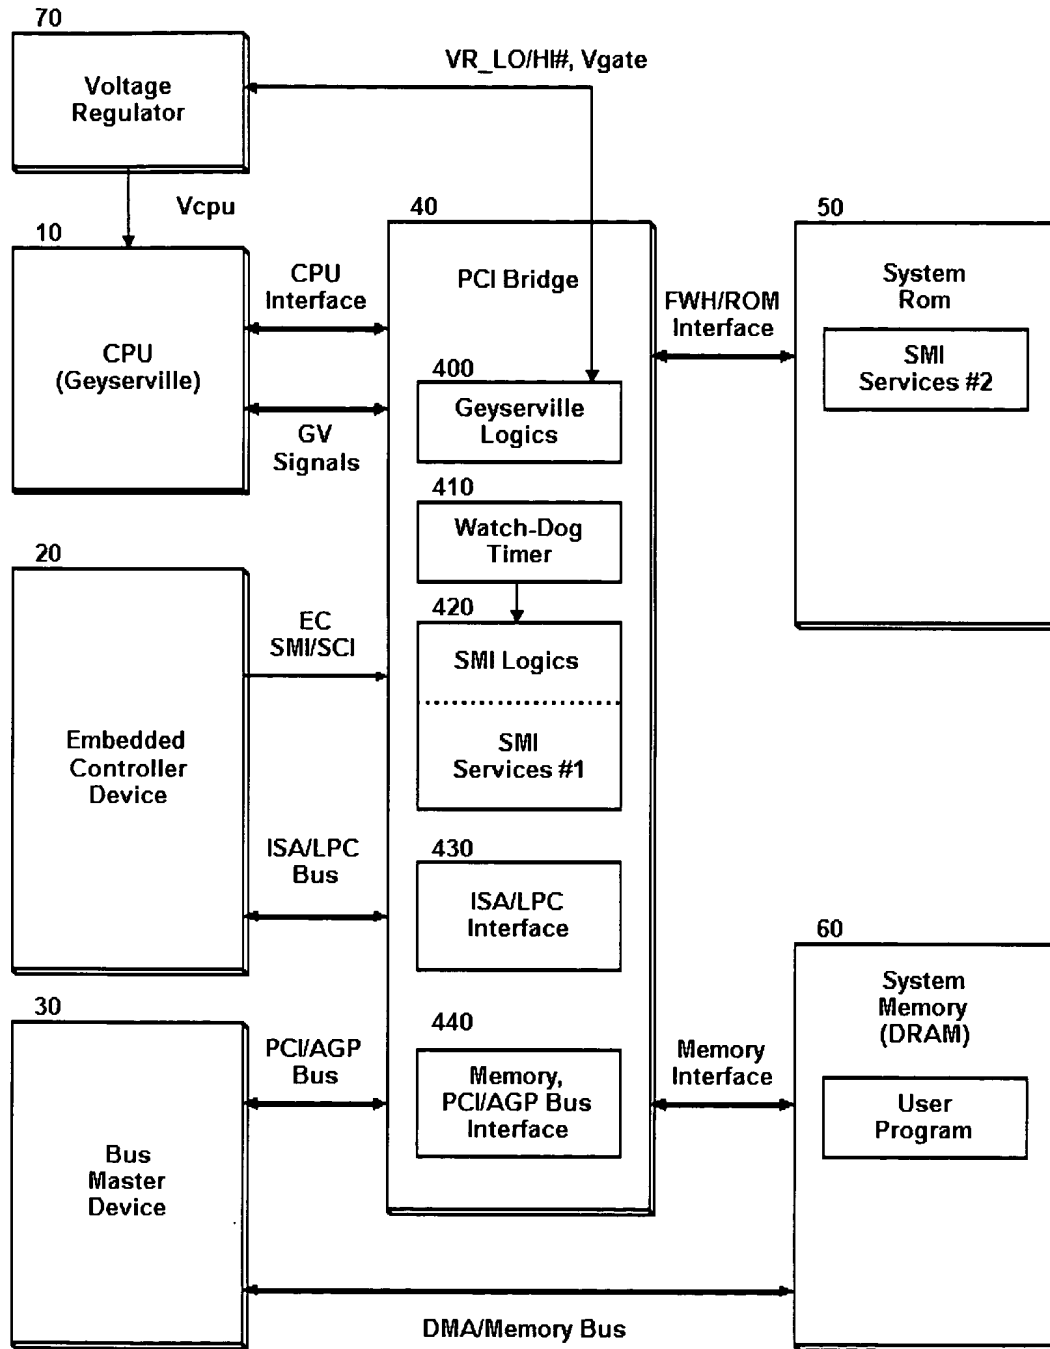 70
VR_LO/HI#, Vgate
Voltage
Regulator
Vcpu
10
40
50
CPU
Interface
PCI Bridge
System
Rom
FWH/ROM
Interface
CPU
(Geyserville)
SMI
Services #2
400
Geyserville
Logics
GV
Signals
410
Watch-Dog
Timer
20
420
EC
SMI/SCI
SMI Logics
Embedded
Controller
Device
SMI
Services #1
ISA/LPC
Bus
430
ISA/LPC
Interface
60
System
Memory
(DRAM)
30
440
PCI/AGP
Bus
Memory
Interface
Memory,
PCI/AGP Bus
Interface
User
Program
Bus
Master
Device
DMA/Memory Bus